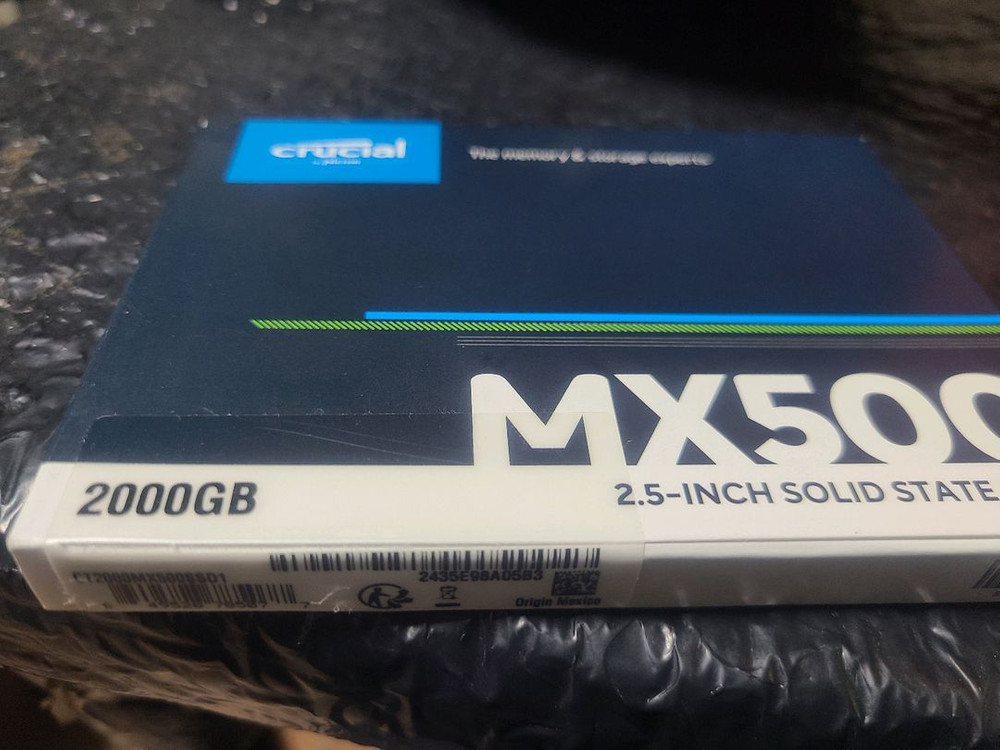 crucial
The memory & storage experts
MX500
2.5-INCH SOLID STATE
2000GB
CT2000MX500SSD1
2435E98A05B3
Origin Mexico